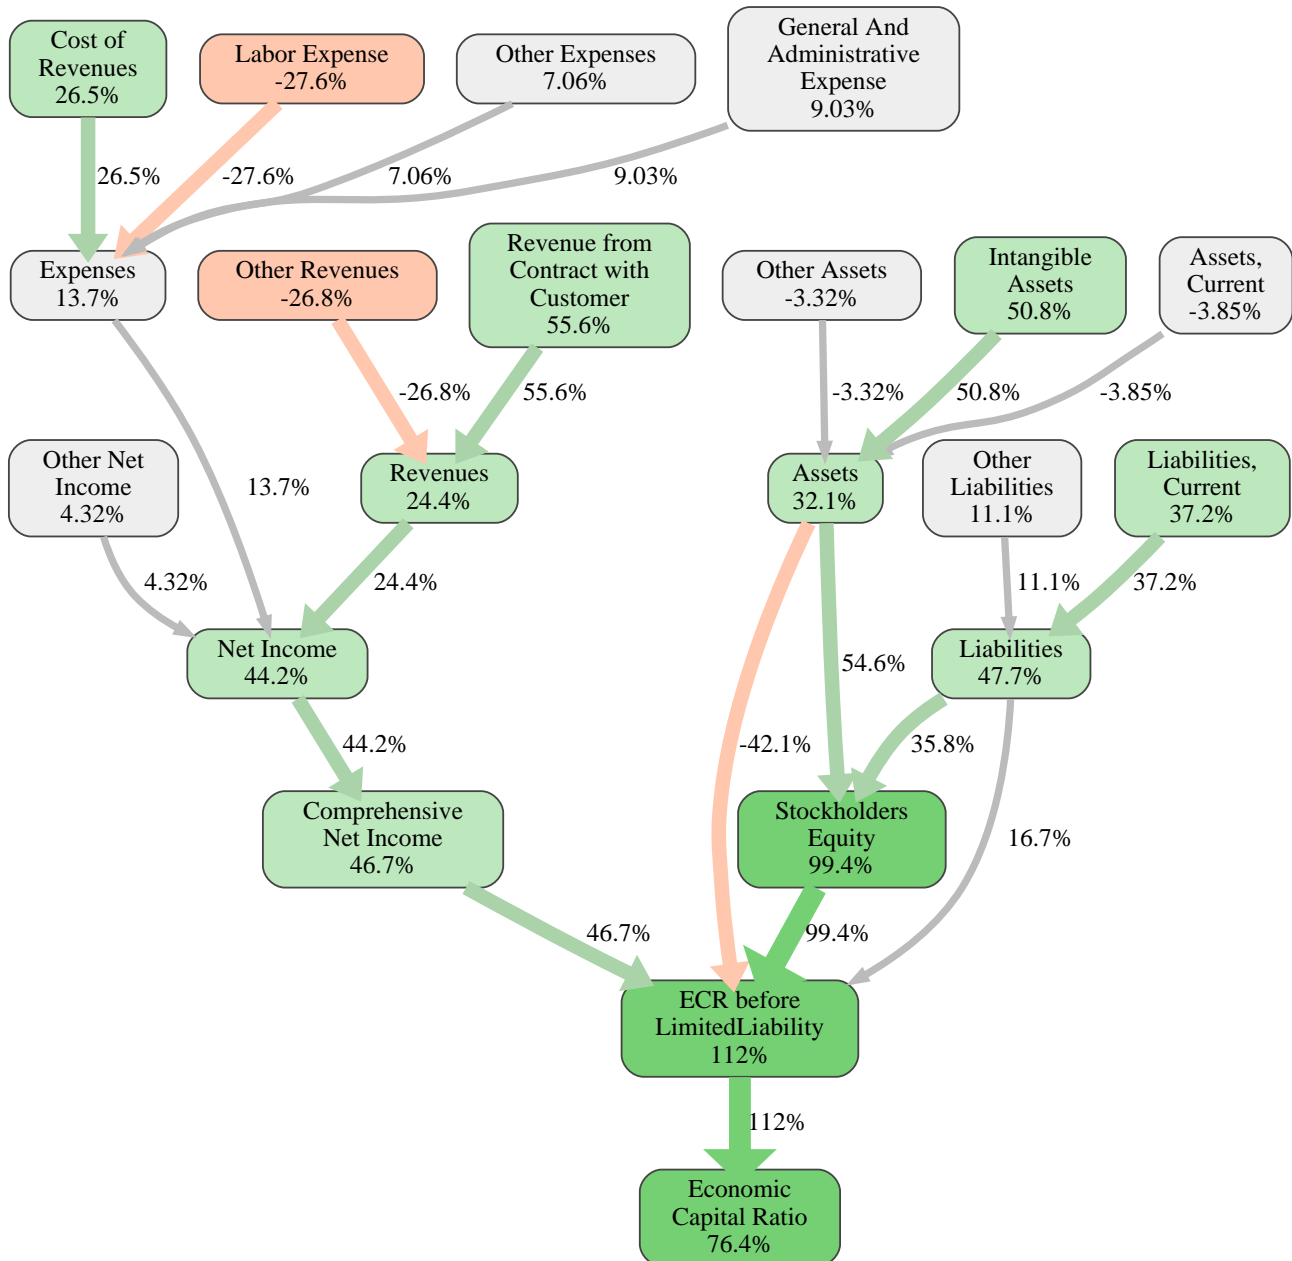 Cost of
Revenues
26.5%
Labor Expense
-27.6%
Other Expenses
7.06%
General And
Administrative
Expense
9.03%
26.5%
-27.6%
7.06%
9.03%
Expenses
13.7%
Other Revenues
-26.8%
Revenue from
Contract with
Customer
55.6%
Other Assets
-3.32%
Intangible
Assets
50.8%
Assets,
Current
-3.85%
-26.8%
55.6%
-3.32%
50.8%
-3.85%
Other Net
Income
4.32%
13.7%
Revenues
24.4%
Assets
32.1%
Other
Liabilities
11.1%
Liabilities,
Current
37.2%
4.32%
24.4%
11.1%
37.2%
Net Income
44.2%
54.6%
Liabilities
47.7%
44.2%
-42.1%
35.8%
Comprehensive
Net Income
46.7%
Stockholders
Equity
99.4%
16.7%
46.7%
99.4%
ECR before
LimitedLiability
112%
112%
Economic
Capital Ratio
76.4%